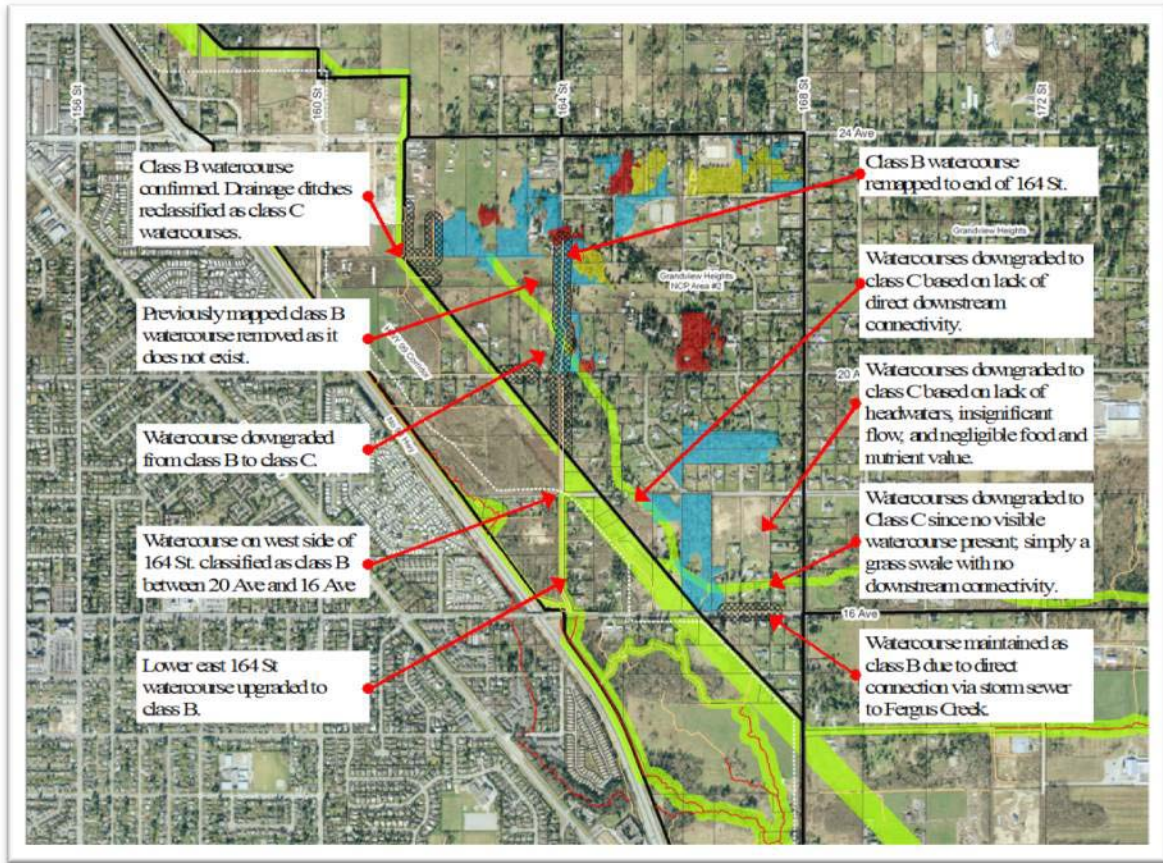 156 St
160 St
164 St
168 St
172 St
24 Ave
Class B watercourse
confirmed. Drainage ditches
reclassified as class C
watercourses.
Previously mapped class B
watercourse removed as it
does not exist.
Watercourse downgraded
from class B to class C.
Watercourse on west side of
164 St. classified as class B
between 20 Ave and 16 Ave
Lower east 164 St
watercourse upgraded to
class B.
Class B watercourse
remapped to end of 164 St.
Grandview Heights
Grandview Heights
NCP Area #2
Watercourses downgraded to
class C based on lack of
direct downstream
connectivity.
20 A
Watercourses downgraded to
class C based on lack of
headwaters, insignificant
flow, and negligible food and
nutrient value.
Watercourses downgraded to
Class C since no visible
watercourse present, simply a
grass swale with no
downstream connectivity.
16 Ave
Watercourse maintained as
class B due to direct
connection via storm sewer
to Fergus Creek.
Hwy 99 Corridor